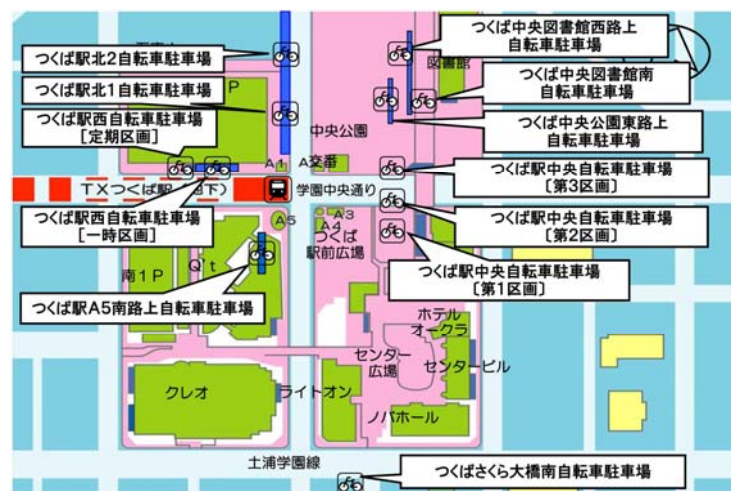 つくば中央図書館西路上
自転車駐車場
つくば駅北2自転車駐車場
図書館
つくば中央図書館南
自転車駐車場
つくば駅北1自転車駐車場
P
つくば駅西自転車駐車場
[定期区画]
中央公園
つくば中央公園東路上
自転車駐車場
A1
交番
つくば駅中央自転車駐車場
〔第3区画〕
TXつくば駅
学園中央通り
つくば駅西自転車駐車場
[一時区画]
A5
A3
A4
つくば
駅前広場
つくば駅中央自転車駐車場
〔第2区画〕
南1P
Q't
つくば駅中央自転車駐車場
〔第1区画〕
つくば駅A5南路上自転車駐車場
ホテル
オークラ
センター
広場
センタービル
クレオ
ライトオン
ノバホール
土浦学園線
つくばさくら大橋南自転車駐車場